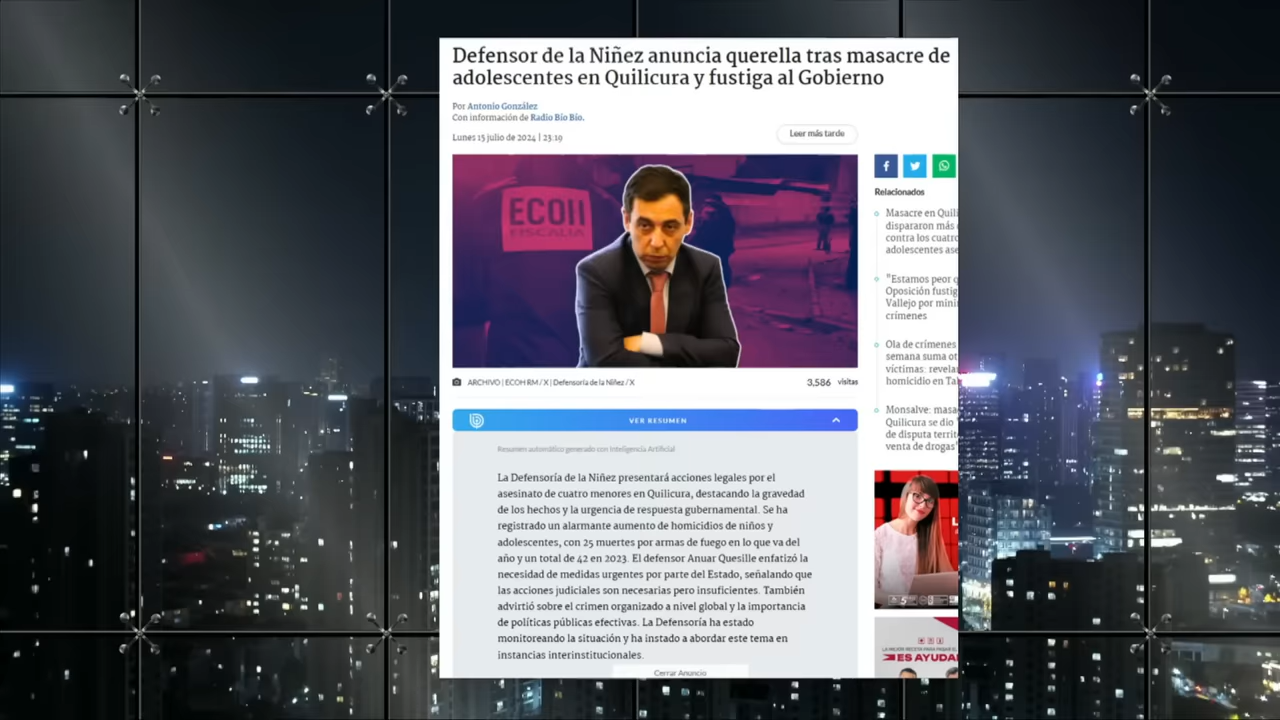 Defensor de la Niñez anuncia querella tras masacre de
adolescentes en Quilicura y fustiga al Gobierno
Por Antonio González
Con información de Radio Bío Bío.
Lunes 15 julio de 2024 | 23:19
Leer más tarde
ECOH
FISCALIA
ARCHIVO | ECOH RM / X | Defensoría de la Niñez / X
3,586 visitas
VER RESUMEN
Resumen automático generado con Inteligencia Artificial
La Defensoría de la Niñez presentará acciones legales por el
asesinato de cuatro menores en Quilicura, destacando la gravedad
de los hechos y la urgencia de respuesta gubernamental. Se ha
registrado un alarmante aumento de homicidios de niños y
adolescentes, con 25 muertes por armas de fuego en lo que va del
año y un total de 42 en 2023. El defensor Anuar Quesille enfatizó la
necesidad de medidas urgentes por parte del Estado, señalando que
las acciones judiciales son necesarias pero insuficientes. También
advirtió sobre el crimen organizado a nivel global y la importancia
de políticas públicas efectivas. La Defensoría ha estado
monitoreando la situación y ha instado a abordar este tema en
instancias interinstitucionales.
Cerrar Anuncio
Relacionados
Masacre en Quili
dispararon más
contra los cuatro
adolescentes ase
"Estamos peor q
Oposición fustig
Vallejo por mini
crímenes
Ola de crímenes
semana suma ot
víctimas: revela
homicidio en Tal
Monsalve: masa
Quilicura se dio
de disputa territ
venta de drogas"
ES AYUDA